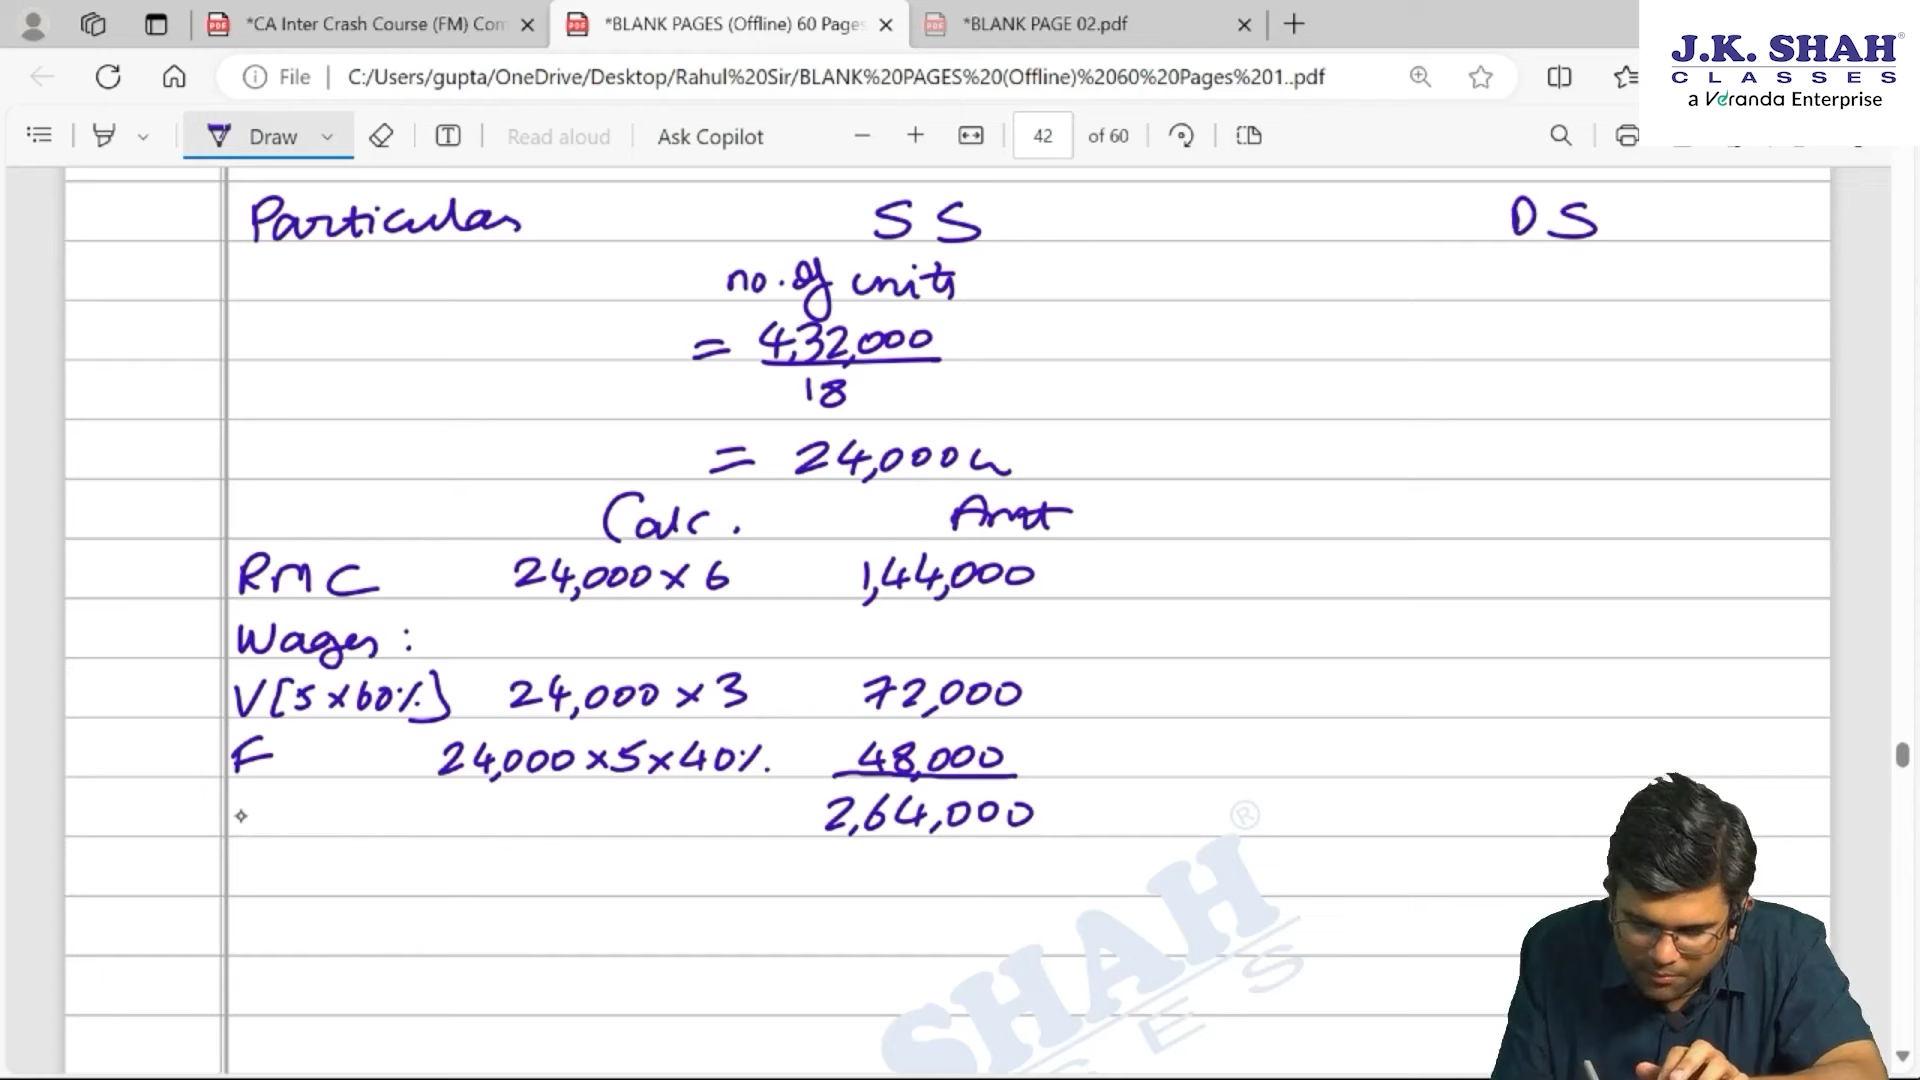 *CA Inter Crash Course (FM) Com
*BLANK PAGES (Offline) 60 Pages
*BLANK PAGE 02.pdf
File C:/Users/gupta/OneDrive/Desktop/Rahul%20Sir/BLANK%20PAGES%20(Offline)%2060%20Pages%201..pdf
J.K. SHAH®
CLASSES
a Veranda Enterprise
Draw Read aloud Ask Copilot 42 of 60
Particulas SS DS
no. of units
= 4,32,000
18
= 24,000u
Calc. Amt
RMC 24,000 × 6 1,44,000
Wages :
V[5 × 60%] 24,000 × 3 72,000
F 24,000 × 5 × 40%. 48,000
2,64,000
SHAH ®
ES